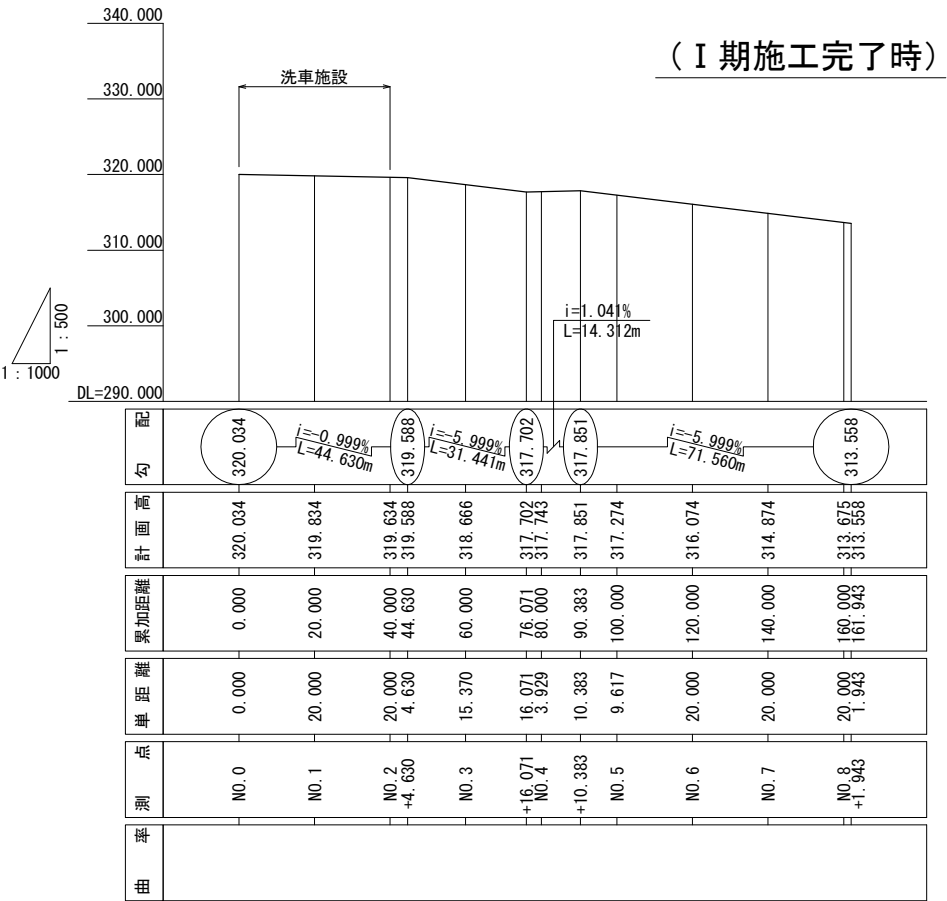 340.000
(Ⅰ期施工完了時)
洗車施設
330.000
320.000
310.000
300.000
1:500
1:1000
DL=290.000
i=1.041%
L=14.312m
勾配
320.034
i=-0.999%
L=44.630m
319.588
i=-5.999%
L=31.441m
317.702
317.851
i=-5.999%
L=71.560m
313.558
計画高
320.034
319.834
319.634
319.588
318.666
317.702
317.743
317.851
317.274
316.074
314.874
313.675
313.558
累加距離
0.000
20.000
40.000
44.630
60.000
76.071
80.000
90.383
100.000
120.000
140.000
160.000
161.943
単距離
0.000
20.000
20.000
4.630
15.370
16.071
3.929
10.383
9.617
20.000
20.000
20.000
1.943
測点
NO.0
NO.1
NO.2
+4.630
NO.3
+16.071
NO.4
+10.383
NO.5
NO.6
NO.7
NO.8
+1.943
曲率